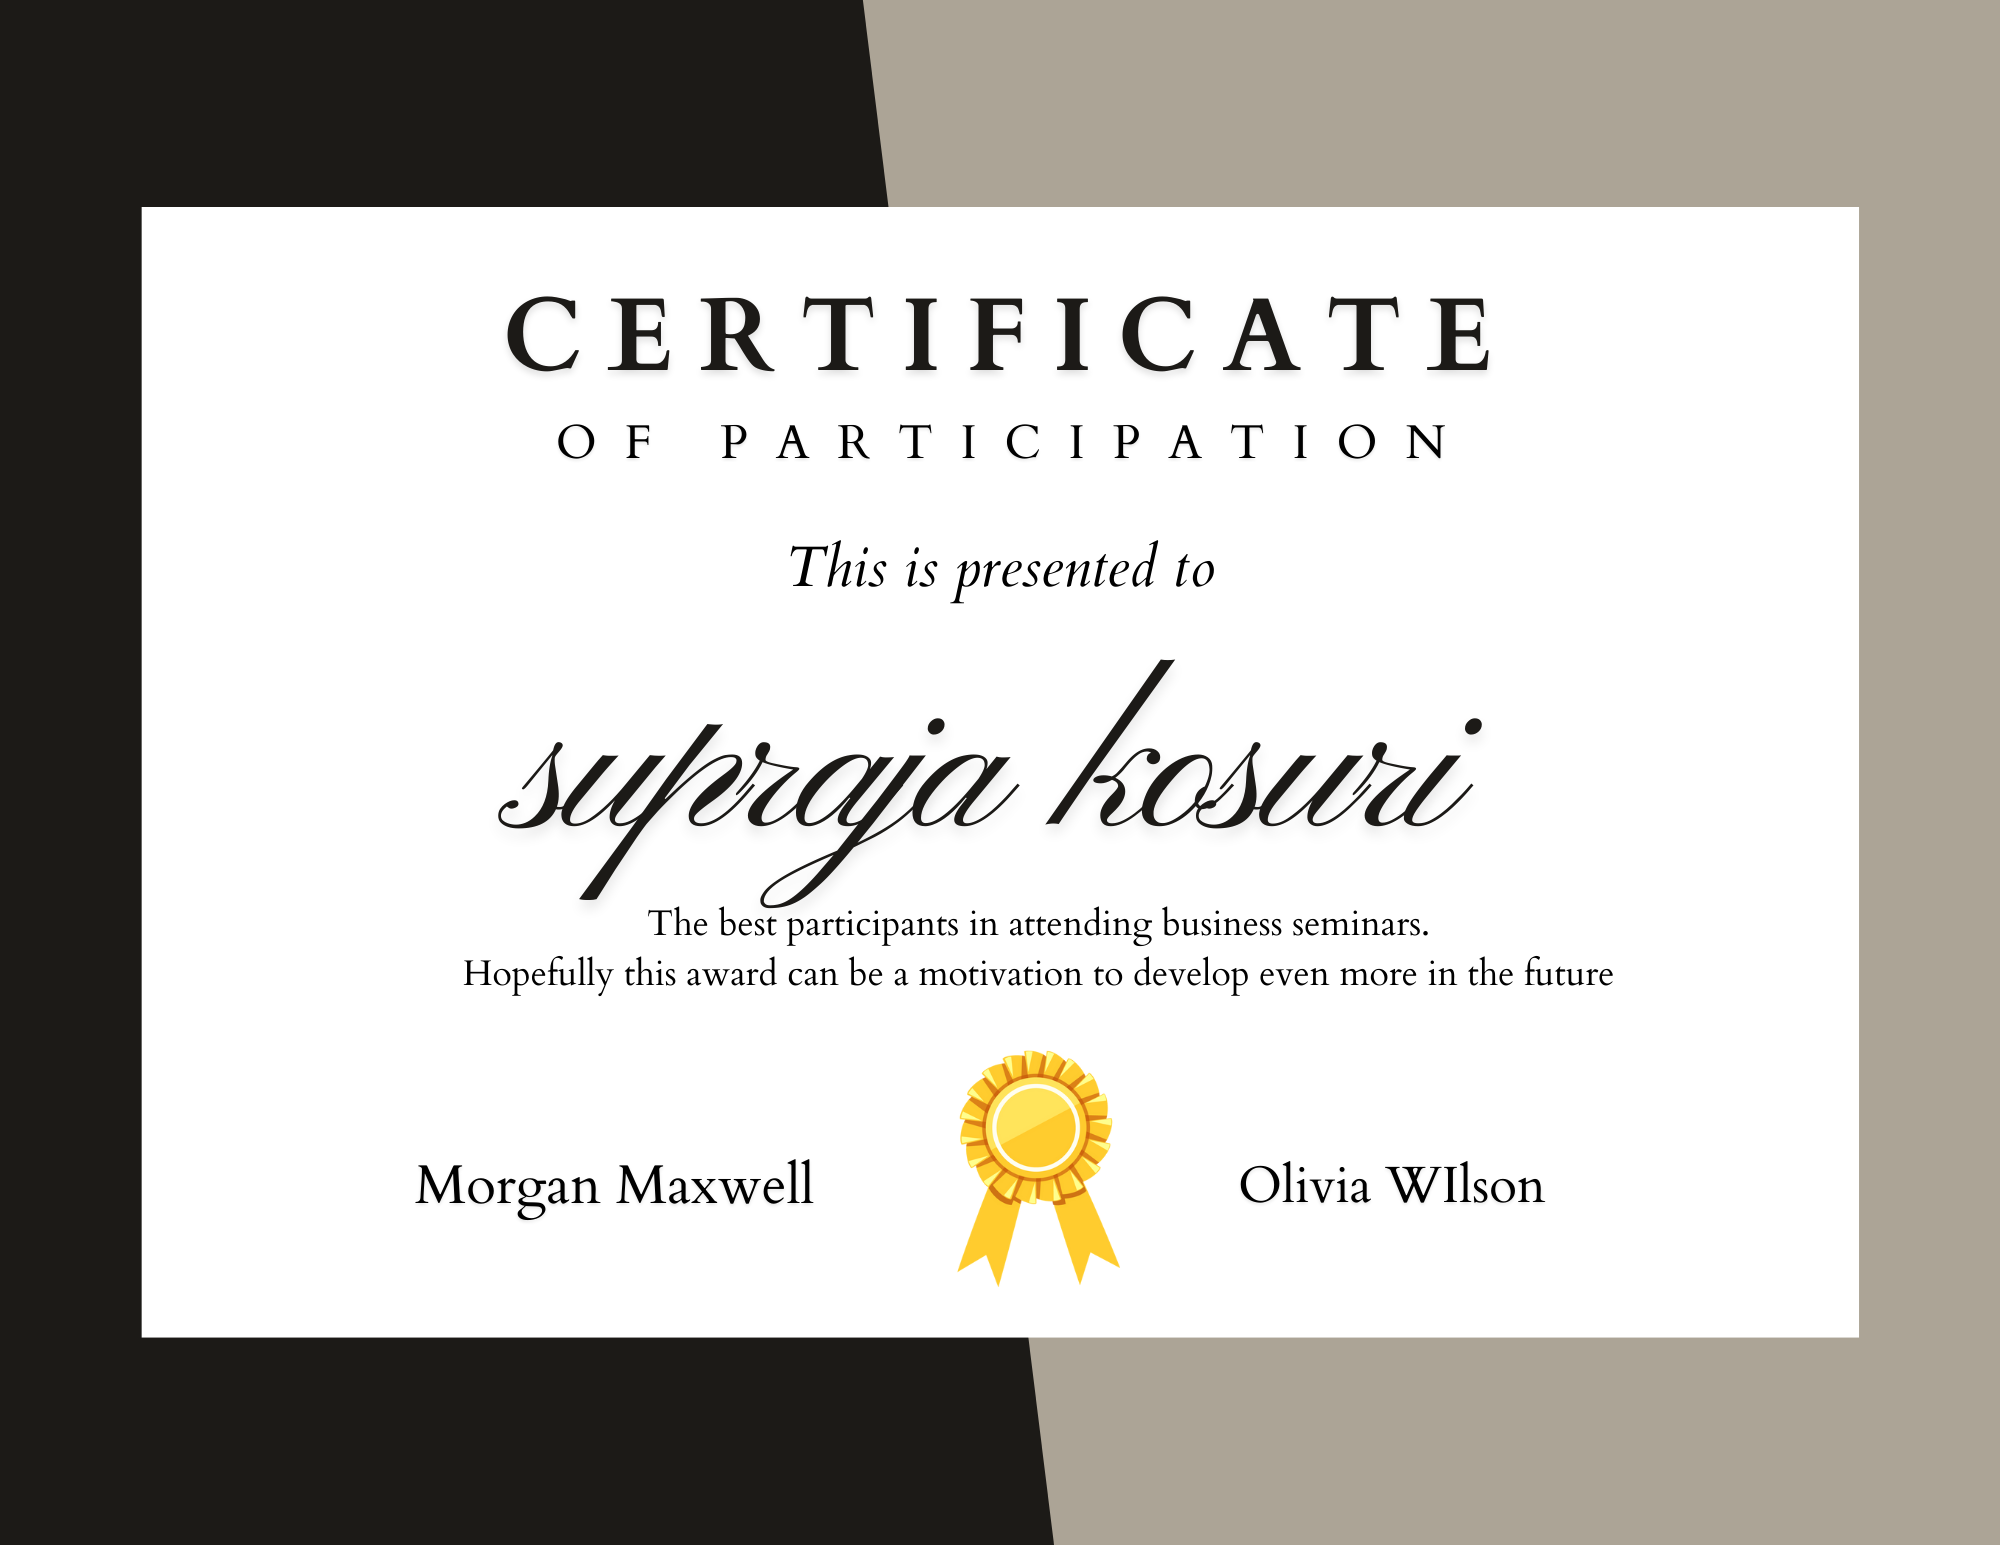 CERTIFICATE
OF PARTICIPATION
This is presented to
supraja kosuri
The best participants in attending business seminars.
Hopefully this award can be a motivation to develop even more in the future
Morgan Maxwell
Olivia WIlson